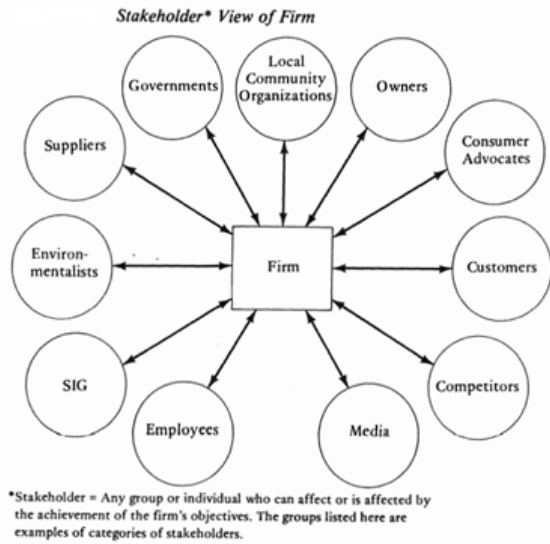 Stakeholder* View of Firm
Governments
Local
Community
Organizations
Owners
Suppliers
Consumer
Advocates
Environ-
mentalists
Firm
Customers
SIG
Competitors
Employees
Media
*Stakeholder = Any group or individual who can affect or is affected by
the achievement of the firm's objectives. The groups listed here are
examples of categories of stakeholders.